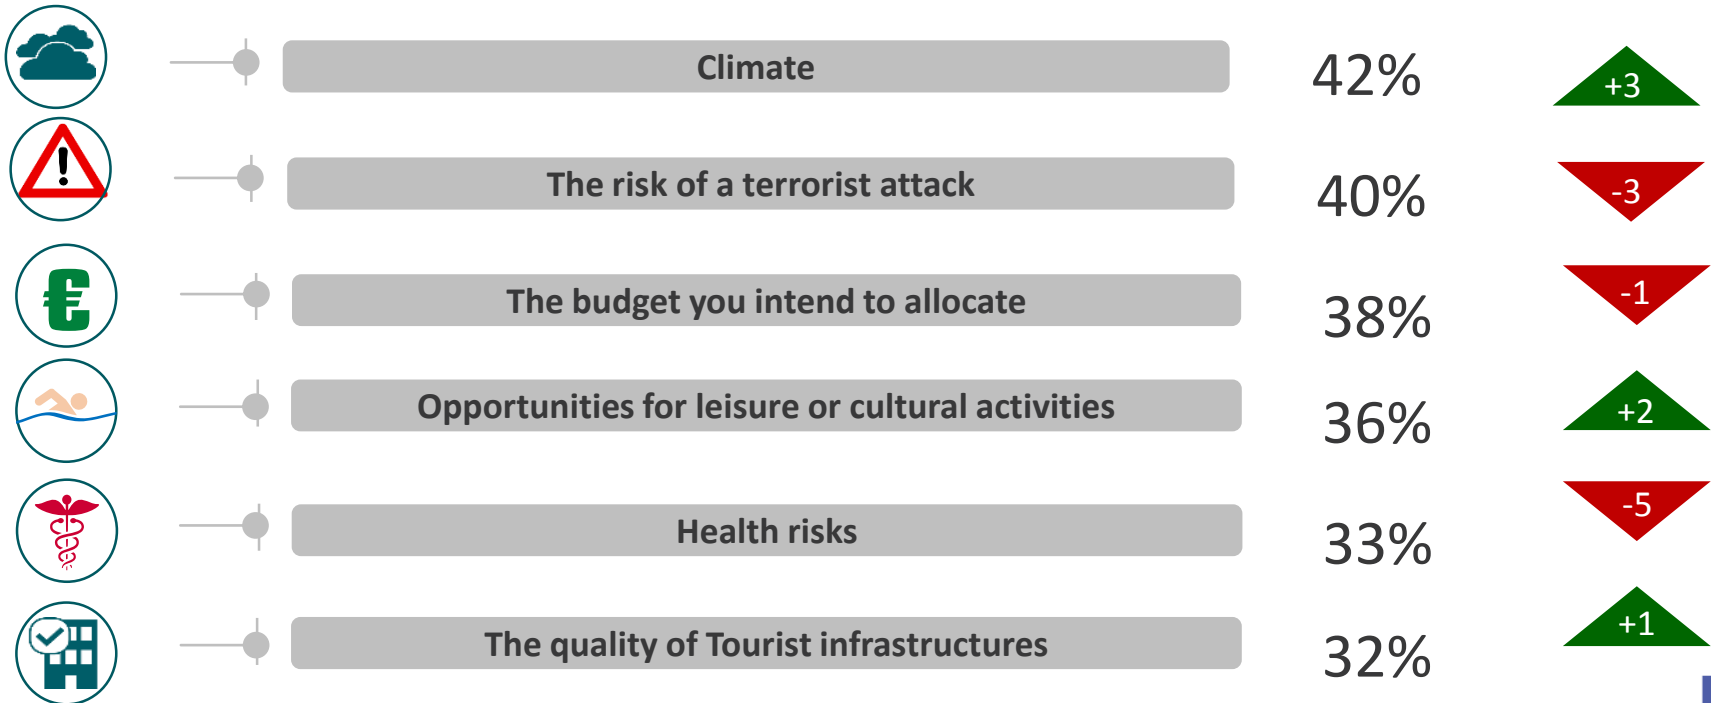 Climate 42% +3
The risk of a terrorist attack 40% -3
The budget you intend to allocate 38% -1
Opportunities for leisure or cultural activities 36% +2
Health risks 33% -5
The quality of Tourist infrastructures 32% +1